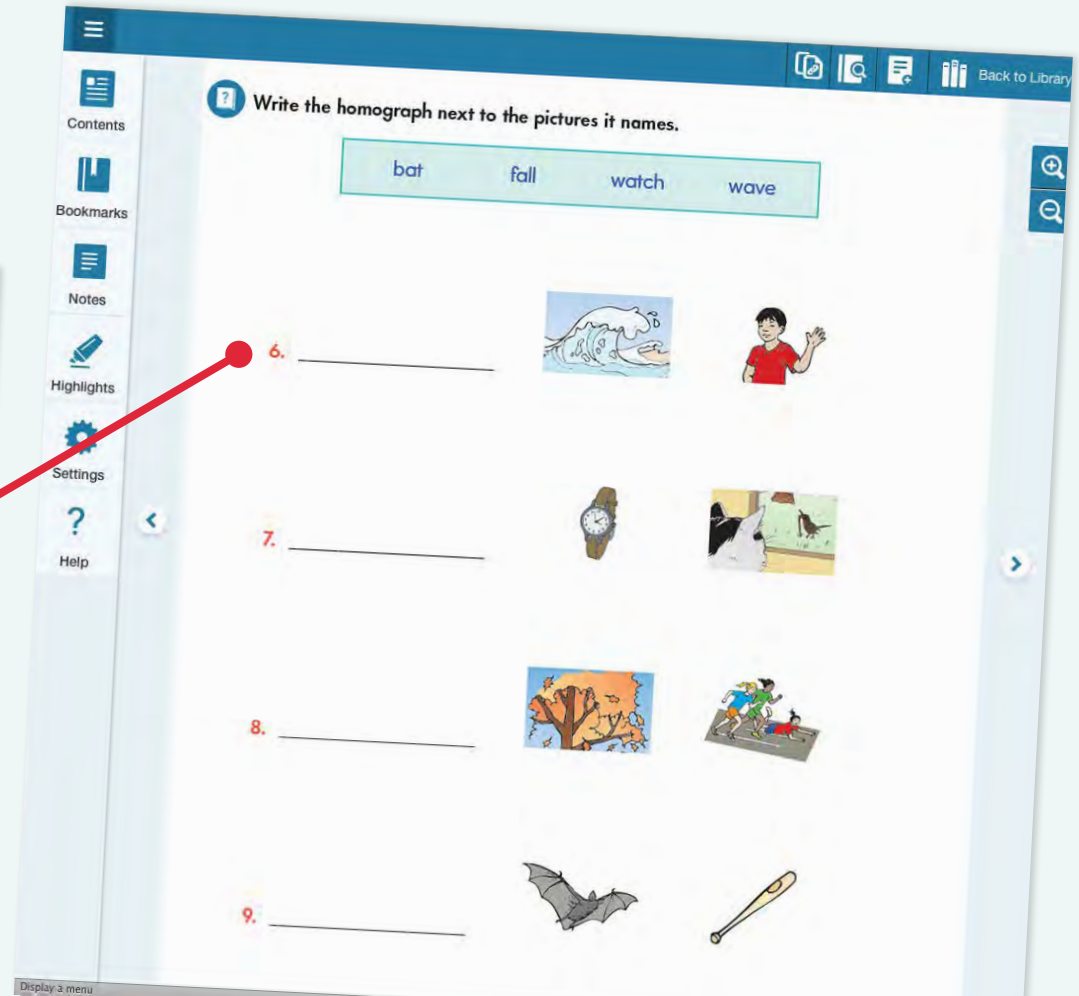 Back to Library
Contents
Bookmarks
Notes
Highlights
Settings
?
Help
? Write the homograph next to the pictures it names.
bat fall watch wave
6.
7.
8.
9.
Display a menu